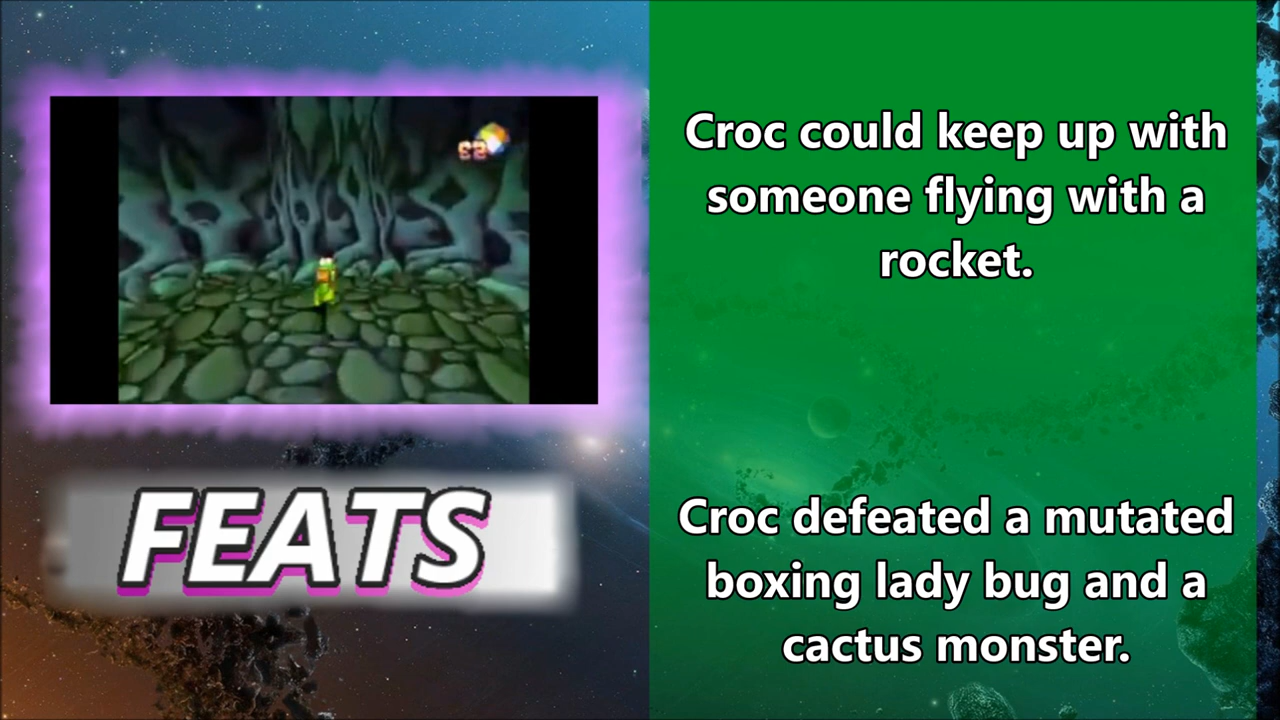 Croc could keep up with
someone flying with a
rocket.
FEATS
Croc defeated a mutated
boxing lady bug and a
cactus monster.